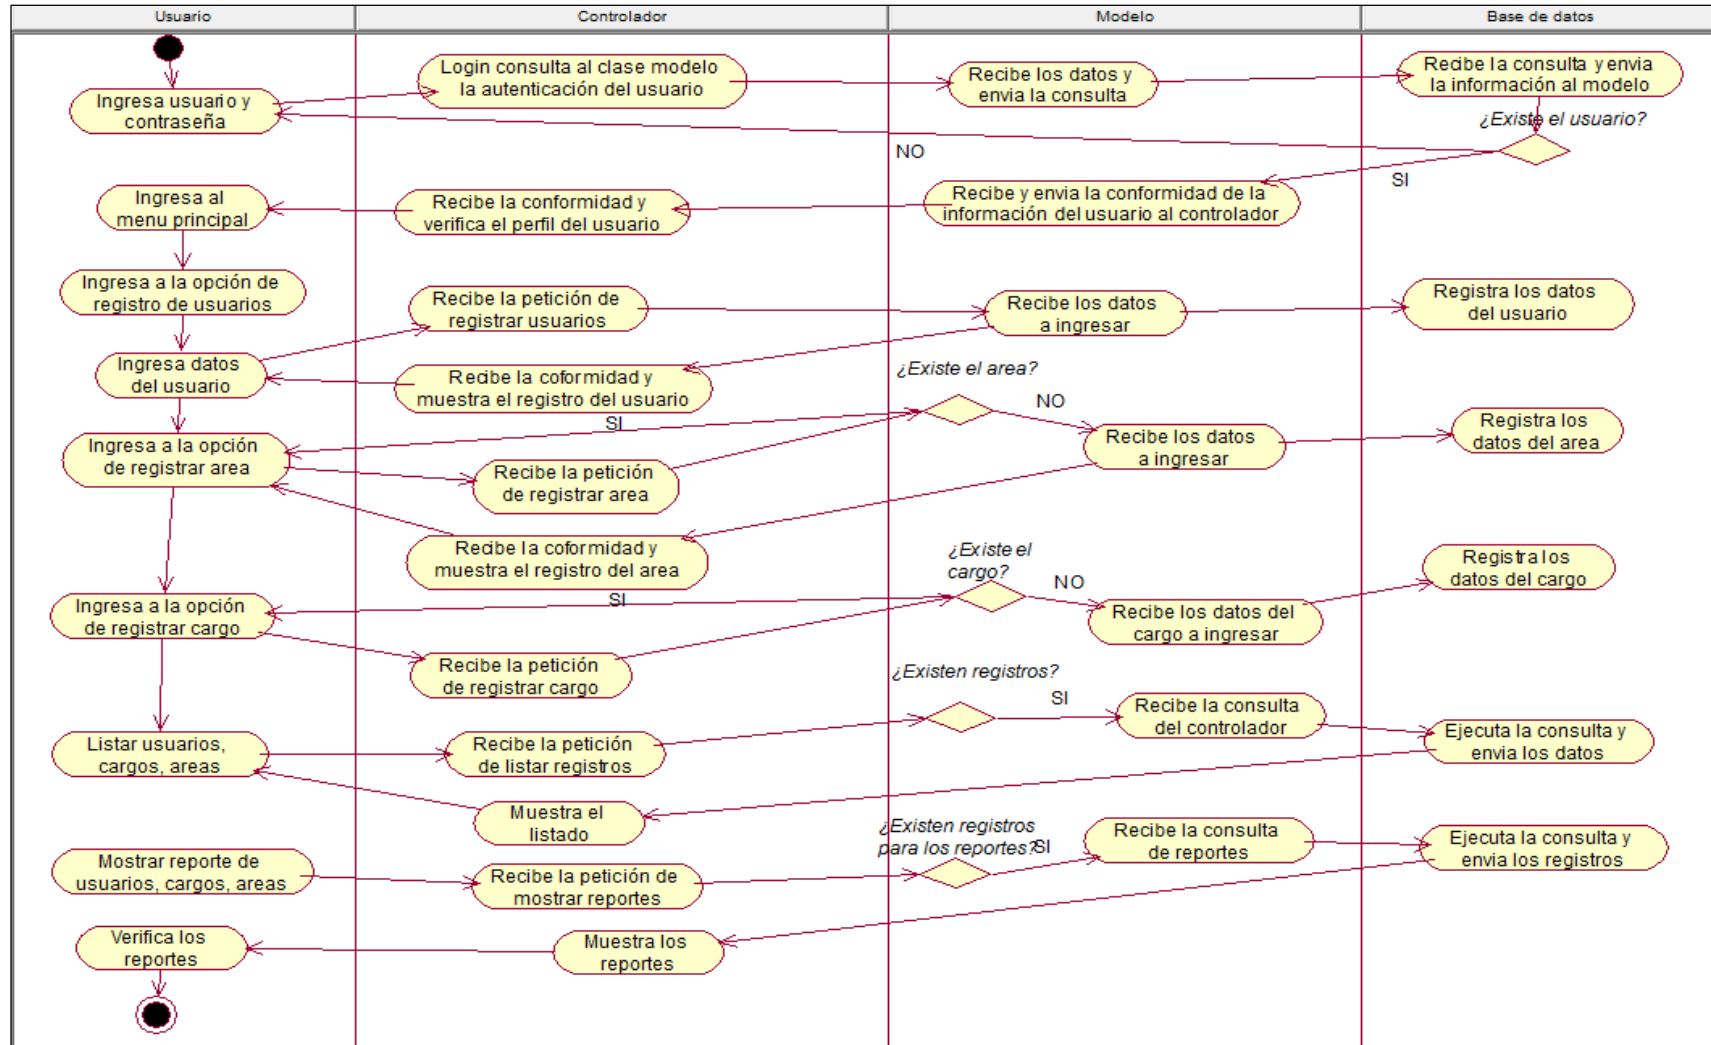 Usuario
Controlador
Modelo
Base de datos
Ingresa usuario y
contraseña
Login consulta al clase modelo
la autenticación del usuario
Recibe los datos y
envia la consulta
Recibe la consulta y envia
la información al modelo
¿Existe el usuario?
NO
SI
Ingresa al
menu principal
Recibe la conformidad y
verifica el perfil del usuario
Recibe y envia la conformidad de la
información del usuario al controlador
Ingresa a la opción de
registro de usuarios
Recibe la petición de
registrar usuarios
Recibe los datos
a ingresar
Registra los datos
del usuario
Ingresa datos
del usuario
Recibe la coformidad y
muestra el registro del usuario
¿Existe el area?
NO
SI
Ingresa a la opción
de registrar area
Recibe la petición
de registrar area
Recibe los datos
a ingresar
Registra los
datos del area
Recibe la coformidad y
muestra el registro del area
¿Existe el
cargo?
NO
SI
Registra los
datos del cargo
Ingresa a la opción
de registrar cargo
Recibe los datos del
cargo a ingresar
Recibe la petición
de registrar cargo
¿Existen registros?
SI
Recibe la consulta
del controlador
Listar usuarios,
cargos, areas
Recibe la petición
de listar registros
Ejecuta la consulta y
envia los datos
Muestra el
listado
¿Existen registros
para los reportes?
SI
Recibe la consulta
de reportes
Ejecuta la consulta y
envia los registros
Mostrar reporte de
usuarios, cargos, areas
Recibe la petición de
mostrar reportes
Verifica los
reportes
Muestra los
reportes